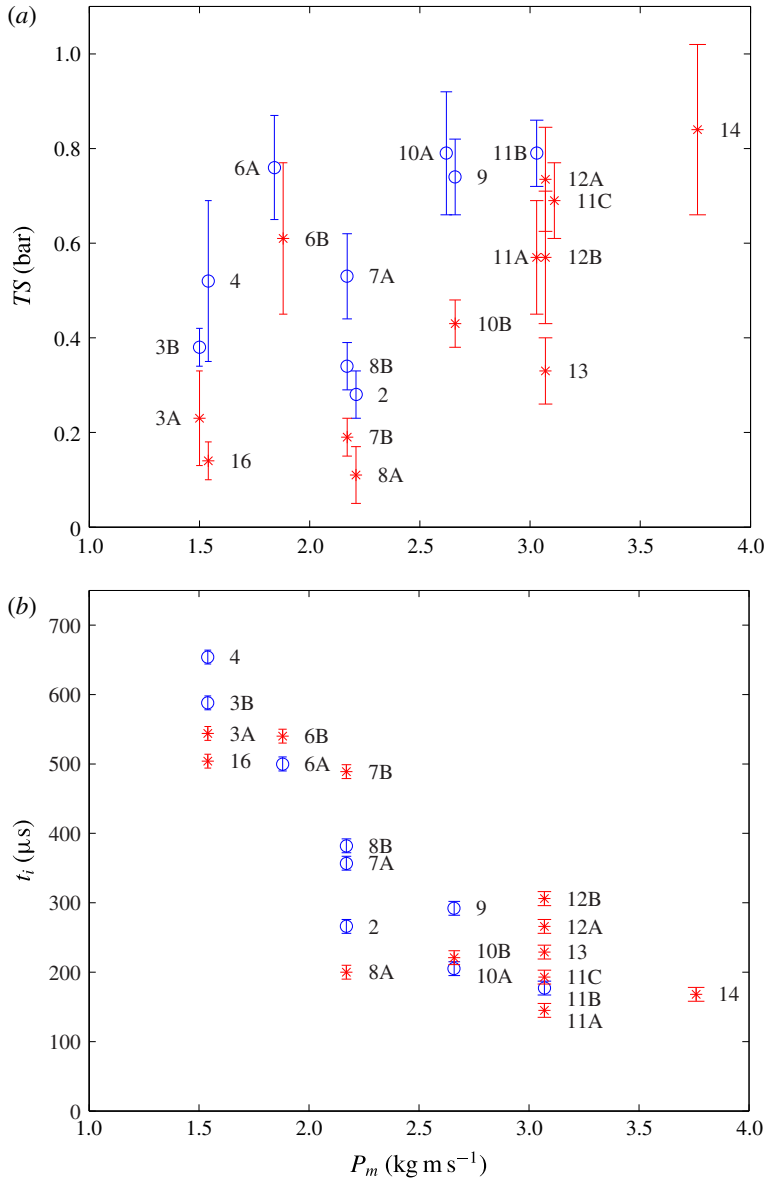 (a)
1.0
0.8
0.6
0.4
0.2
0
TS (bar)
3B
4
3A
16
6A
6B
7A
8B
2
7B
8A
10A
9
10B
11B
12A
11C
11A
12B
13
14
1.0 1.5 2.0 2.5 3.0 3.5 4.0
(b)
700
600
500
400
300
200
100
0
t_i (μs)
4
3B
3A
16
6B
6A
7B
8B
7A
2
8A
9
10B
10A
12B
12A
13
11C
11B
11A
14
1.0 1.5 2.0 2.5 3.0 3.5 4.0
P_m (kg m s⁻¹)